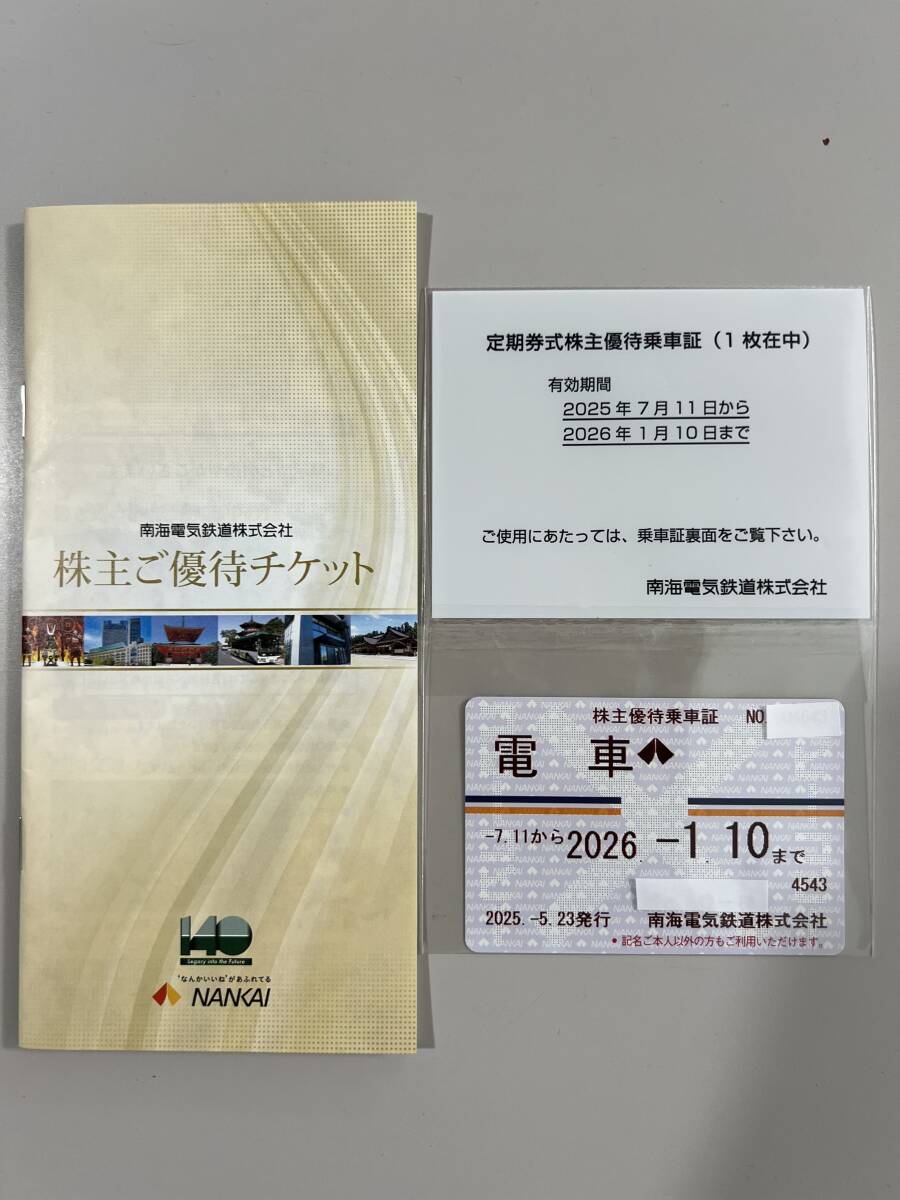 南海電気鉄道株式会社
株主ご優待チケット
140
Legacy into the Future
"なんかいいね"があふれてる
NANKAI
定期券式株主優待乗車証（1枚在中）
有効期間
2025年7月11日から
2026年1月10日まで
ご使用にあたっては、乗車証裏面をご覧下さい。
南海電気鉄道株式会社
株主優待乗車証 NO.
電車
-7.11から2026.-1.10まで
4543
2025.-5.23発行 南海電気鉄道株式会社
●記名ご本人以外の方もご利用いただけます。